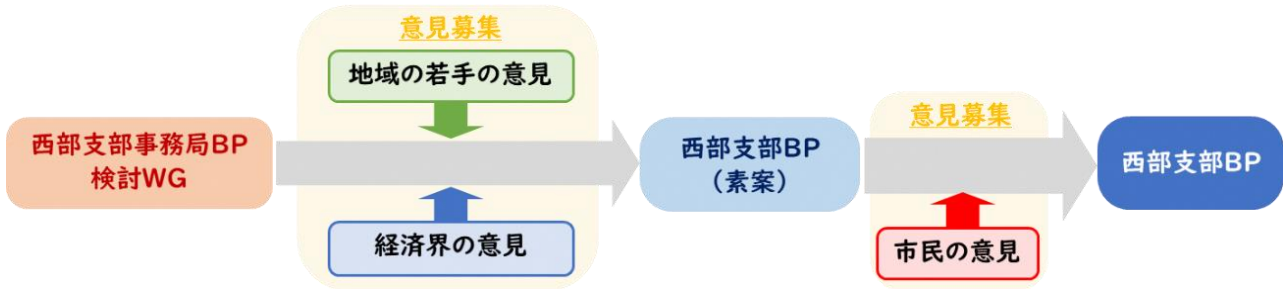 西部支部事務局BP
検討WG
意見募集
地域の若手の意見
経済界の意見
西部支部BP
（素案）
意見募集
市民の意見
西部支部BP